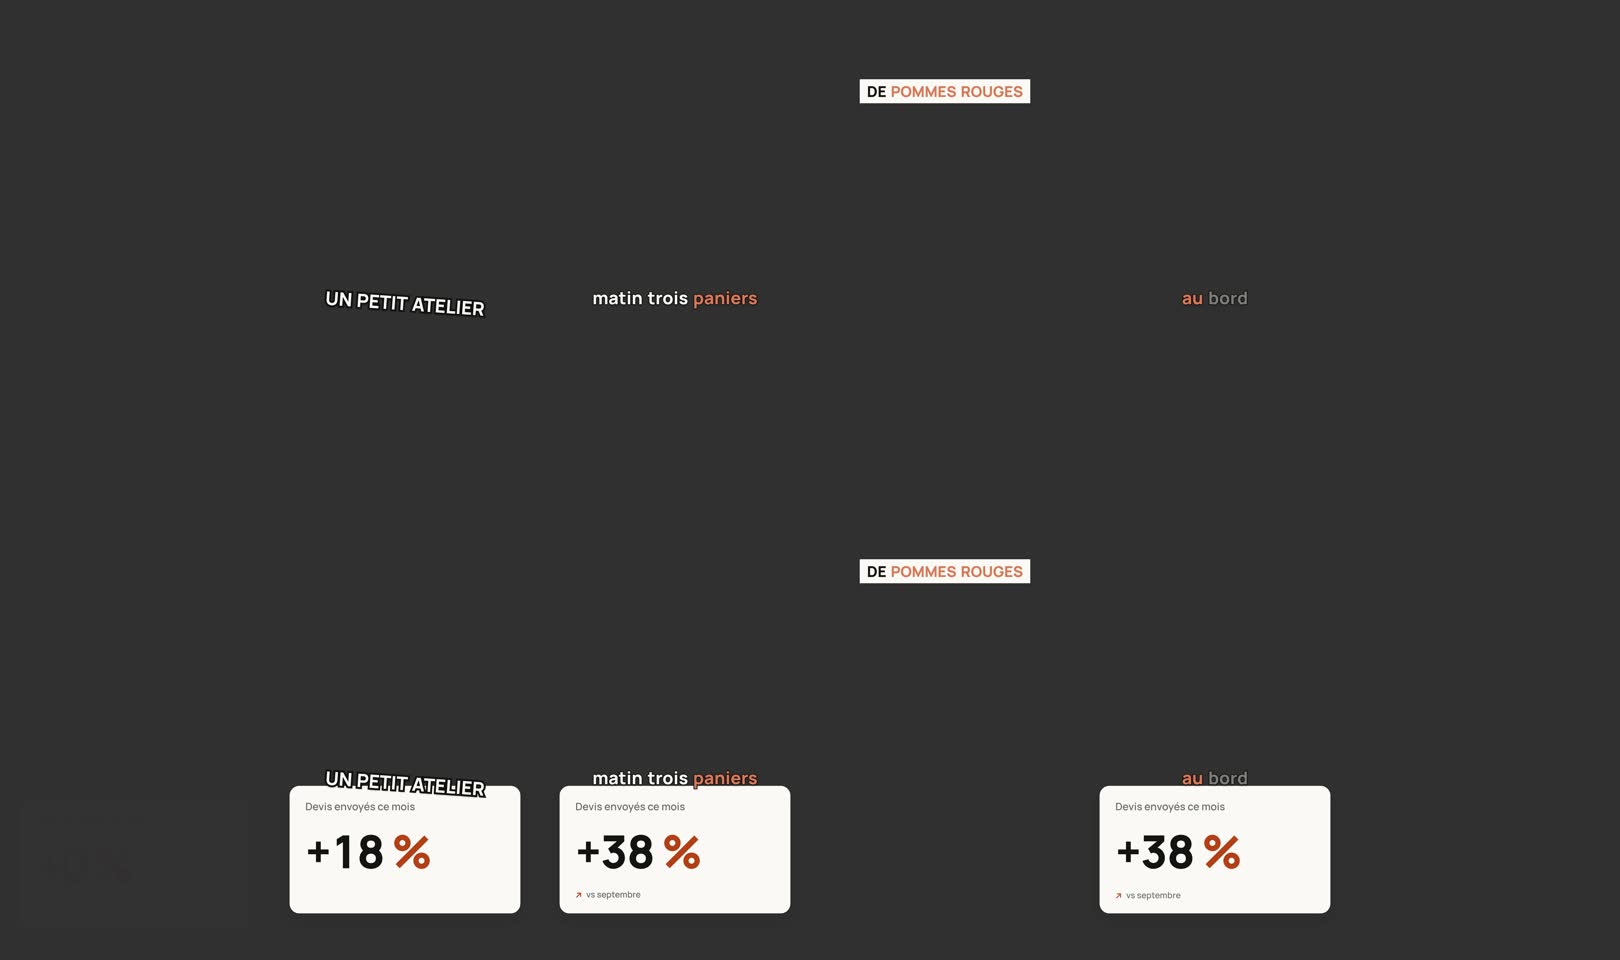 DE POMMES ROUGES
UN PETIT ATELIER
matin trois paniers
au bord
DE POMMES ROUGES
UN PETIT ATELIER
matin trois paniers
au bord
Devis envoyés ce mois
+18 %
Devis envoyés ce mois
+38 %
↗ vs septembre
Devis envoyés ce mois
+38 %
↗ vs septembre